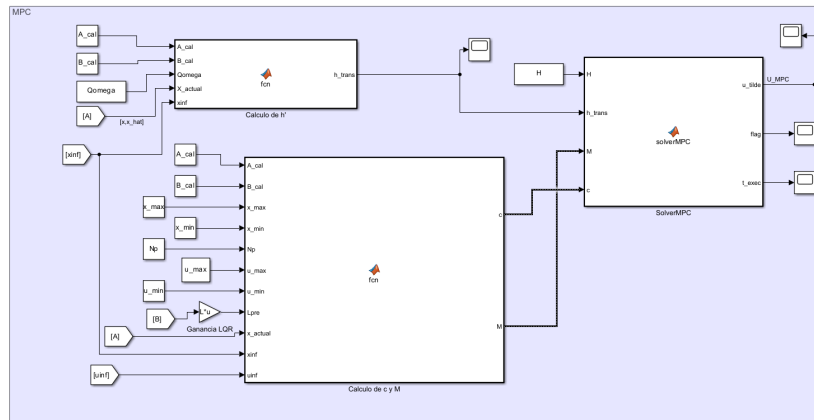 MPC
A_cal
B_cal
Qomega
[A]
[x,x_hat]
[xinf]
A_cal
B_cal
Qomega
X_actual
xinf
fcn
h_trans
Calculo de h'
H
H
h_trans
M
c
solverMPC
u_tilde
flag
t_exec
U_MPC
SolverMPC
A_cal
B_cal
x_max
x_min
Np
u_max
u_min
[B]
L*u
Ganancia LQR
[A]
[uinf]
A_cal
B_cal
x_max
x_min
Np
u_max
u_min
Lpre
x_actual
xinf
uinf
fcn
c
M
Calculo de c y M